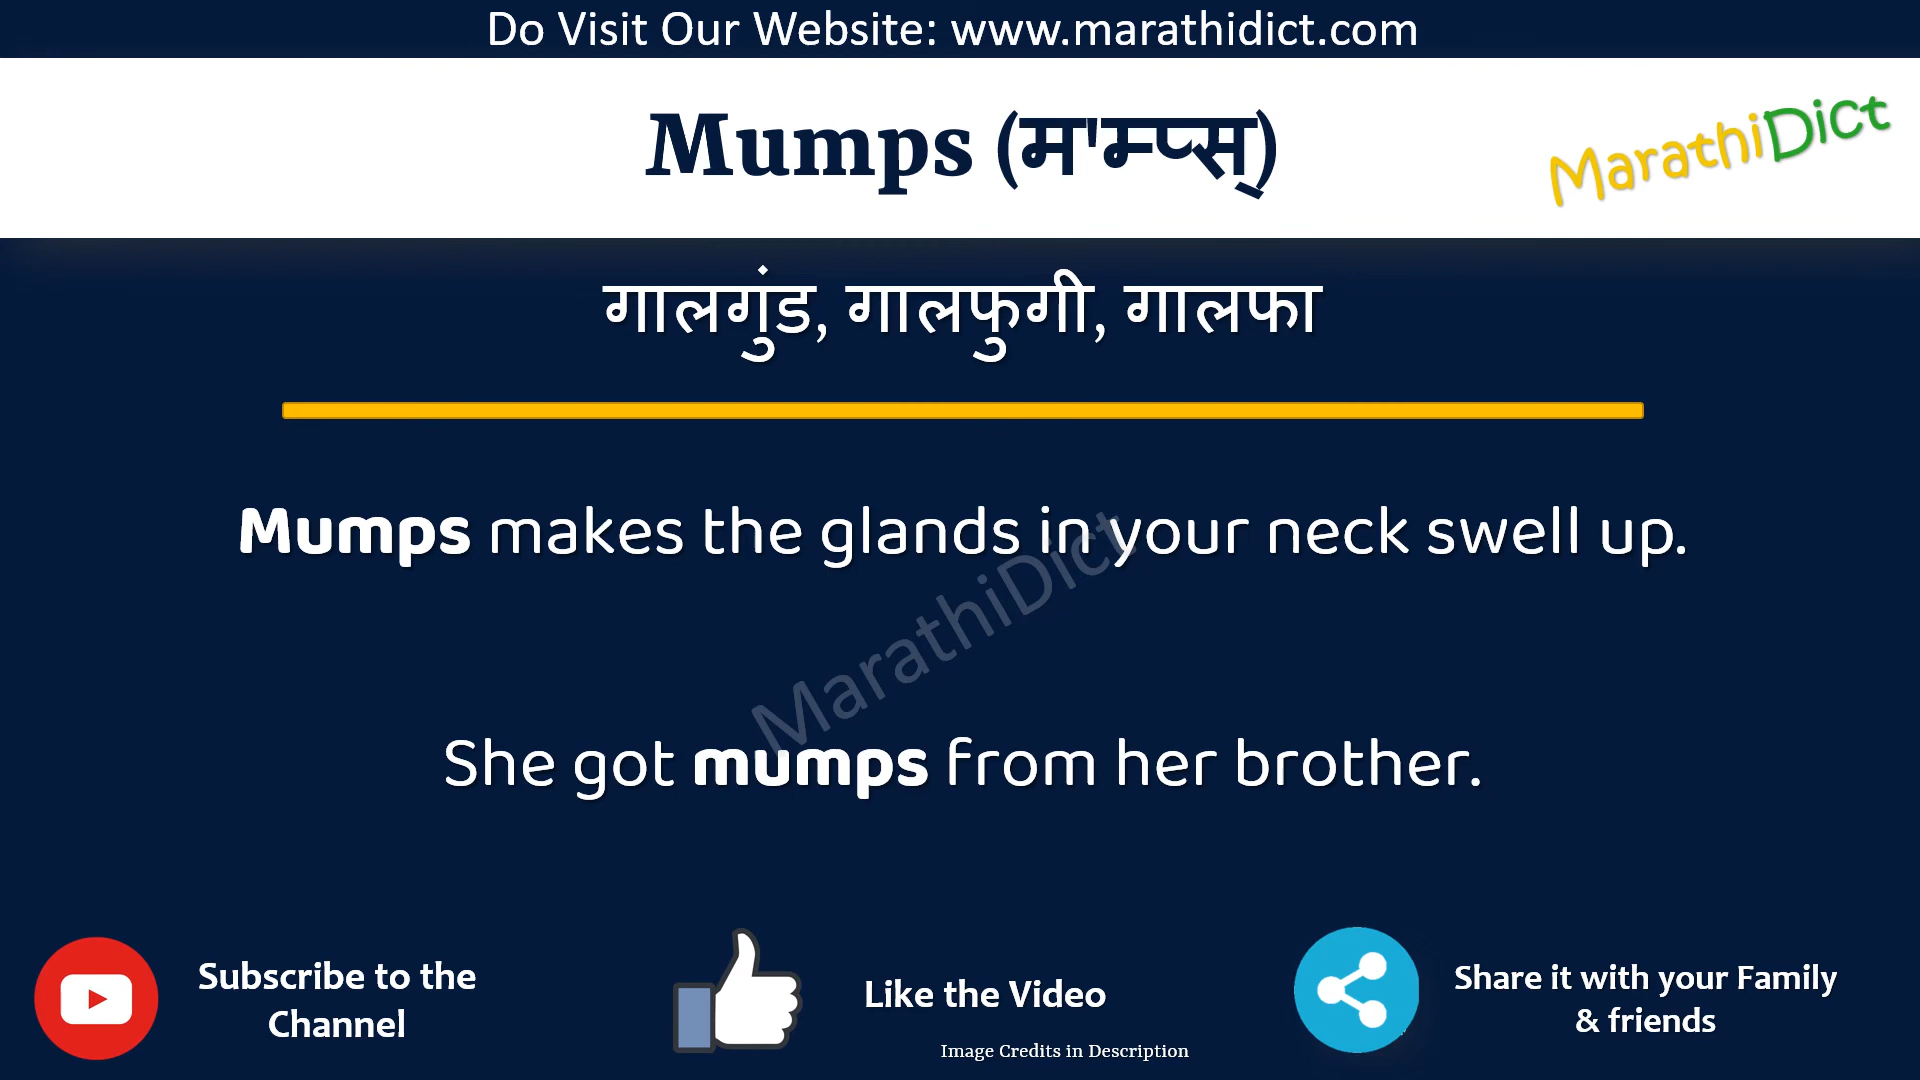 Do Visit Our Website: www.marathidict.com
Mumps (म'म्प्स्)
MarathiDict
गालगुंड, गालफुगी, गालफा
Mumps makes the glands in your neck swell up.
MarathiDict
She got mumps from her brother.
Subscribe to the
Channel
Like the Video
Share it with your Family
& friends
Image Credits in Description